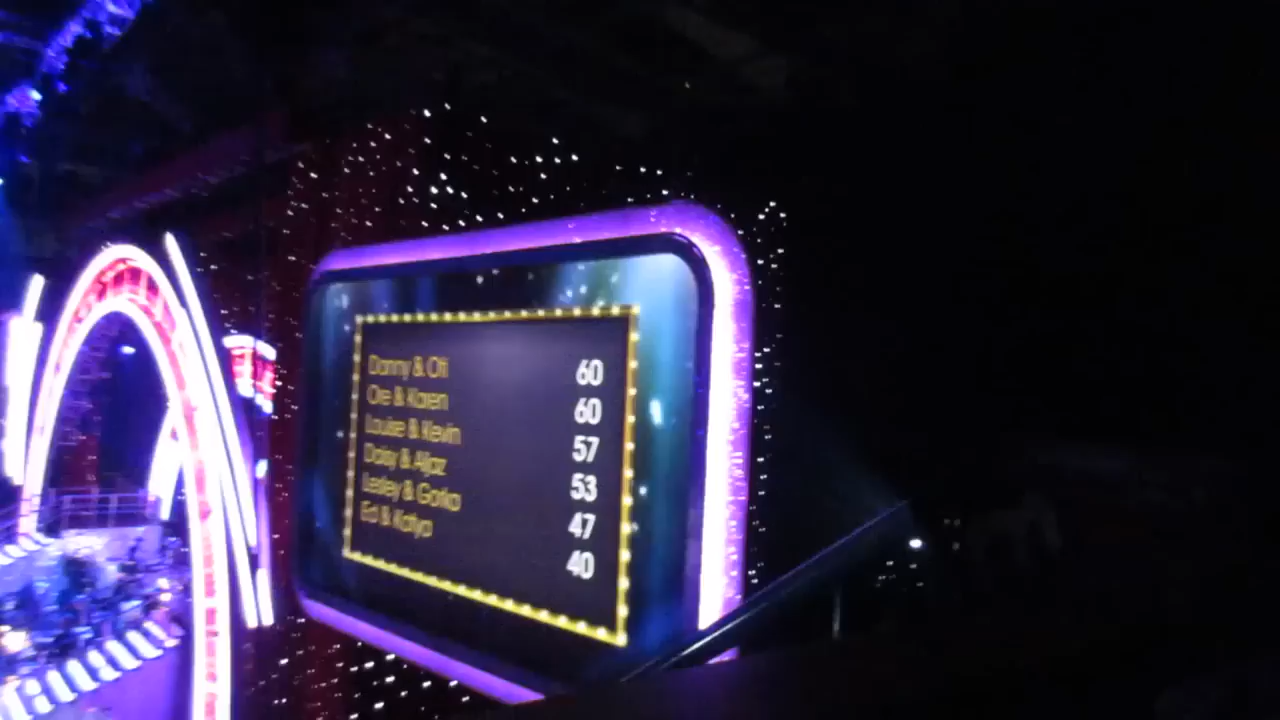 Danny & Oti 60
Ore & Karen 60
Louise & Kevin 57
Daisy & Aljaz 53
Lesley & Gorka 47
Ed & Katya 40